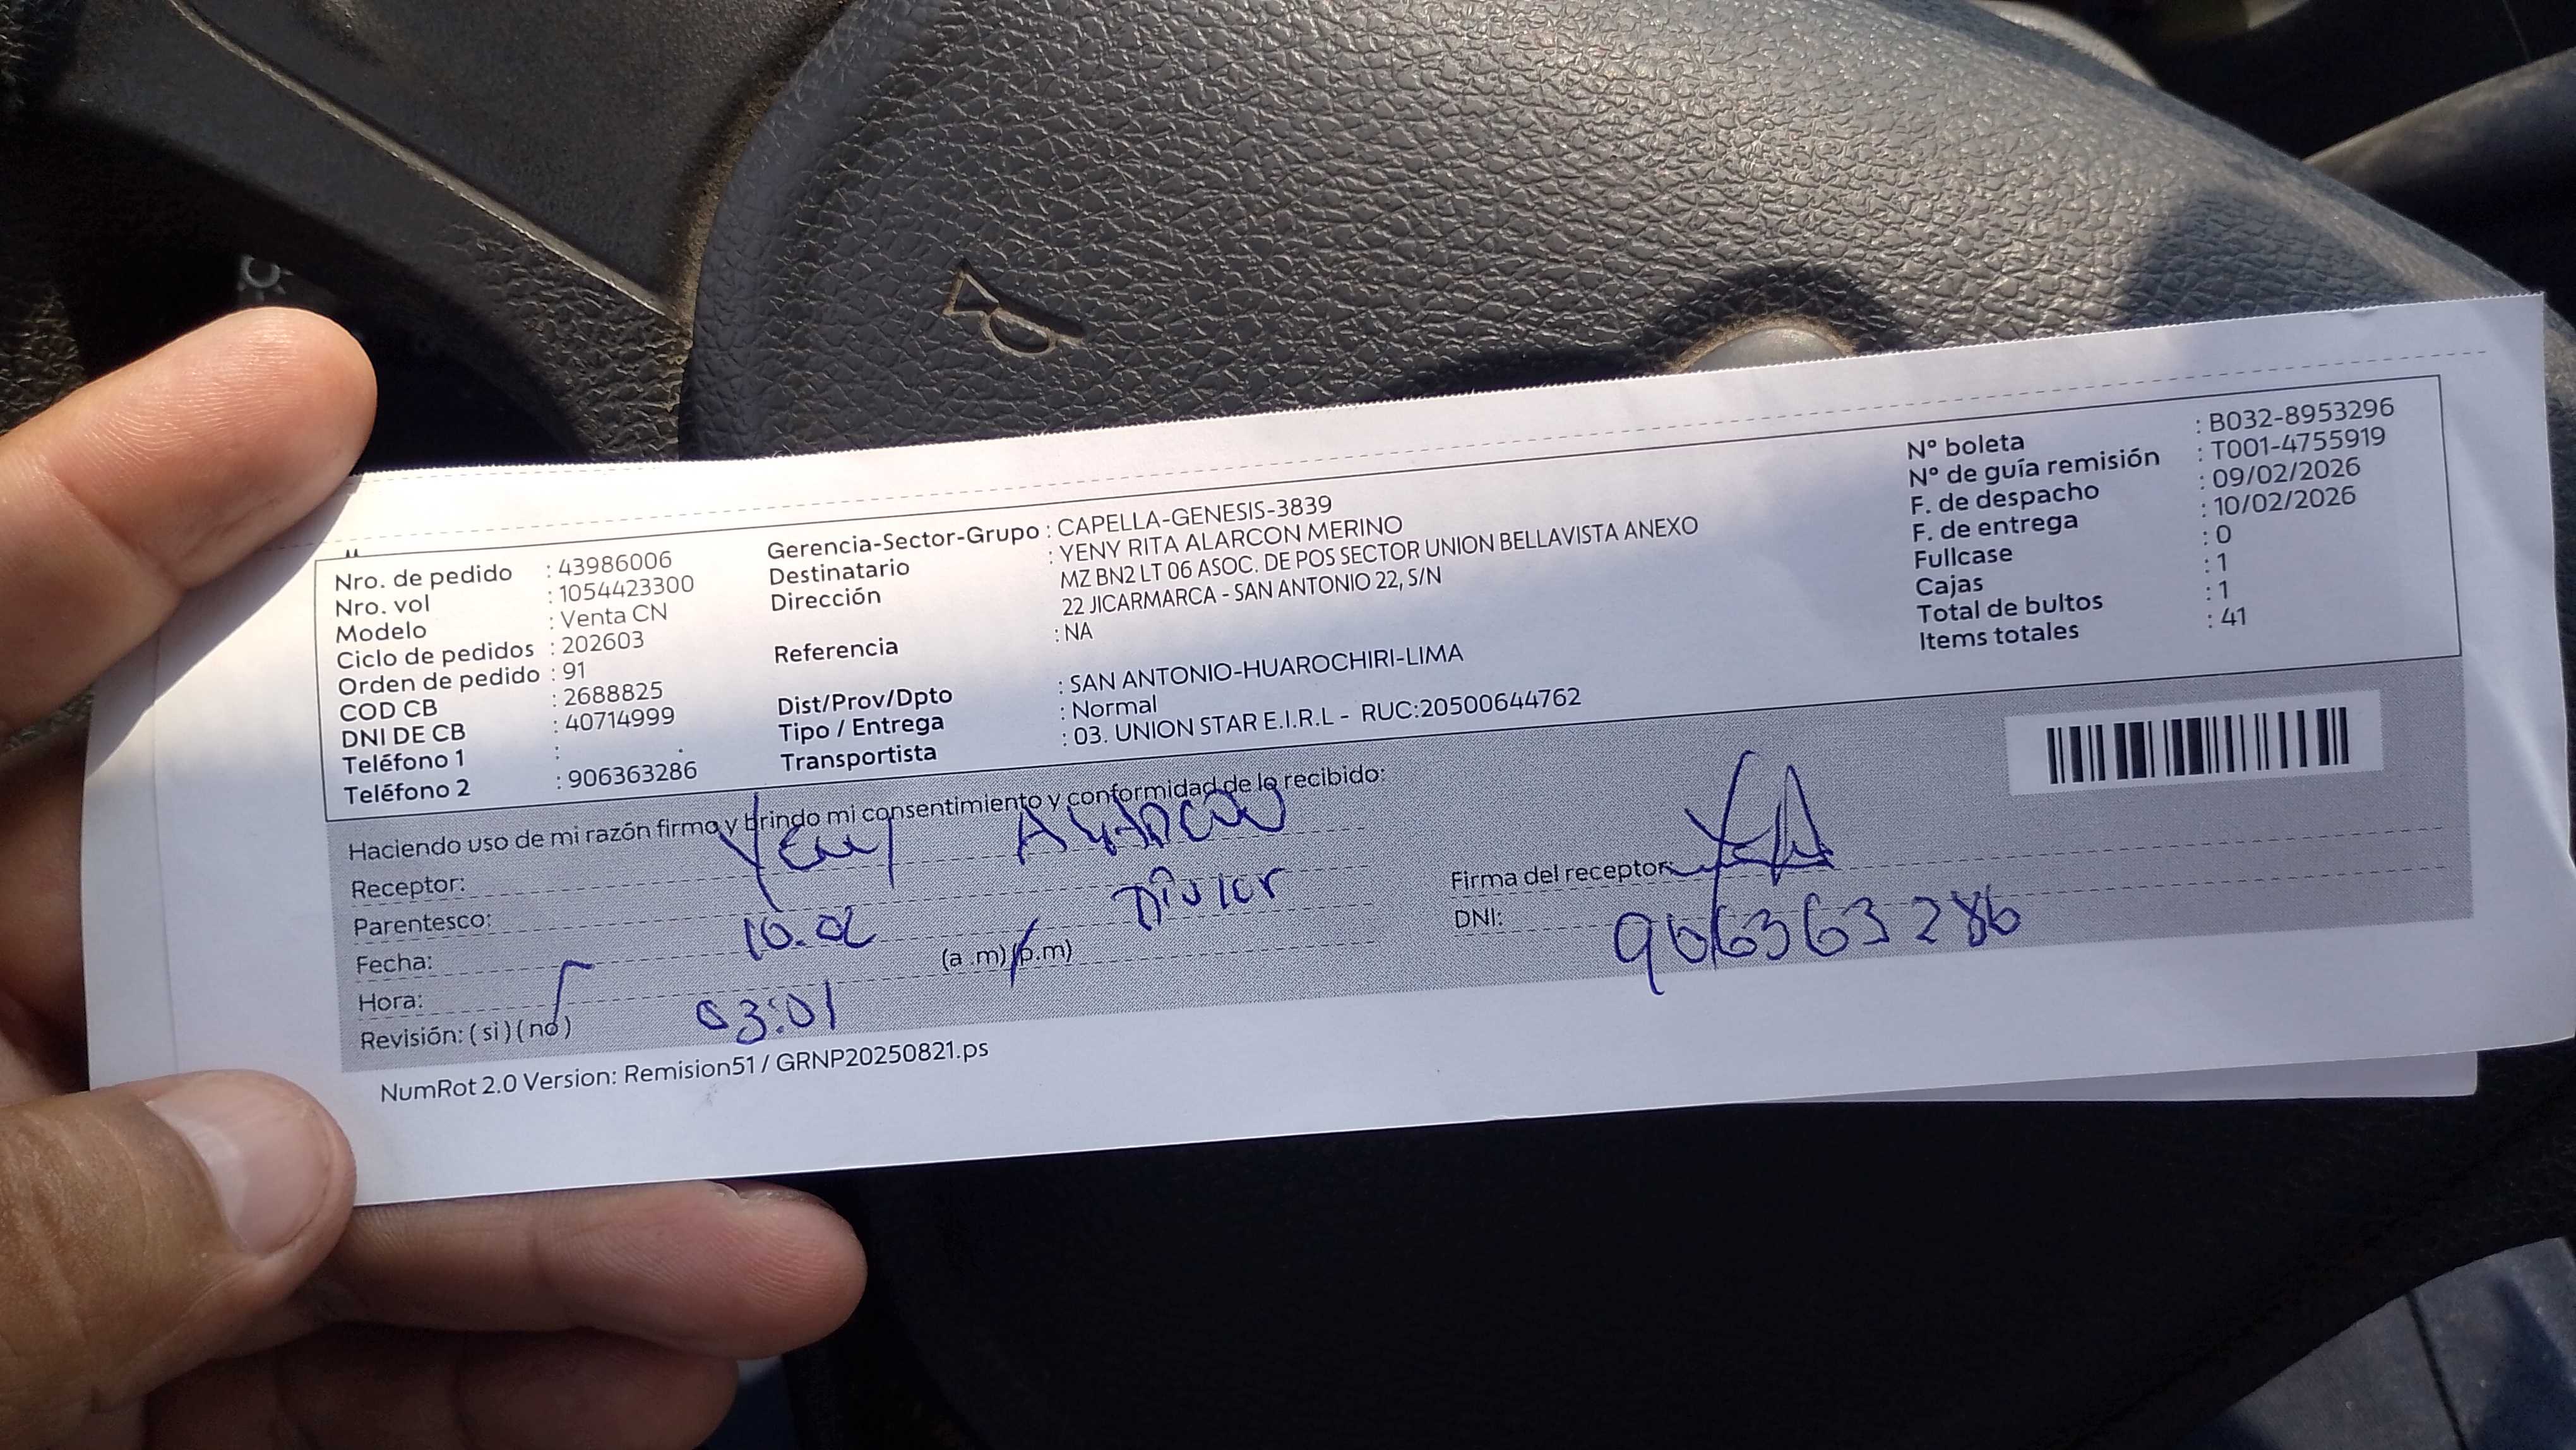 Nro. de pedido : 43986006
Nro. vol : 1054423300
Modelo : Venta CN
Ciclo de pedidos : 202603
Orden de pedido : 91
COD CB : 2688825
DNI DE CB : 40714999
Teléfono 1 :
Teléfono 2 : 906363286
Gerencia-Sector-Grupo : CAPELLA-GENESIS-3839
Destinatario : YENY RITA ALARCON MERINO
Dirección MZ BN2 LT 06 ASOC. DE POS SECTOR UNION BELLAVISTA ANEXO
22 JICARMARCA - SAN ANTONIO 22, S/N
Referencia : NA
Dist/Prov/Dpto : SAN ANTONIO-HUAROCHIRI-LIMA
Tipo / Entrega : Normal
Transportista : 03. UNION STAR E.I.R.L - RUC:20500644762
Nº boleta : B032-8953296
Nº de guía remisión : T001-4755919
F. de despacho : 09/02/2026
F. de entrega : 10/02/2026
Fullcase : 0
Cajas : 1
Total de bultos : 1
Items totales : 41
Haciendo uso de mi razón firmo y brindo mi consentimiento y conformidad de lo recibido:
Receptor: Yeny Alarcon
Parentesco:
Fecha: 10.02
Hora: 03:01 (a .m) (p.m)
Revisión: ( si ) ( no )
Firma del receptor:
DNI: 906363286
NumRot 2.0 Version: Remision51 / GRNP20250821.ps